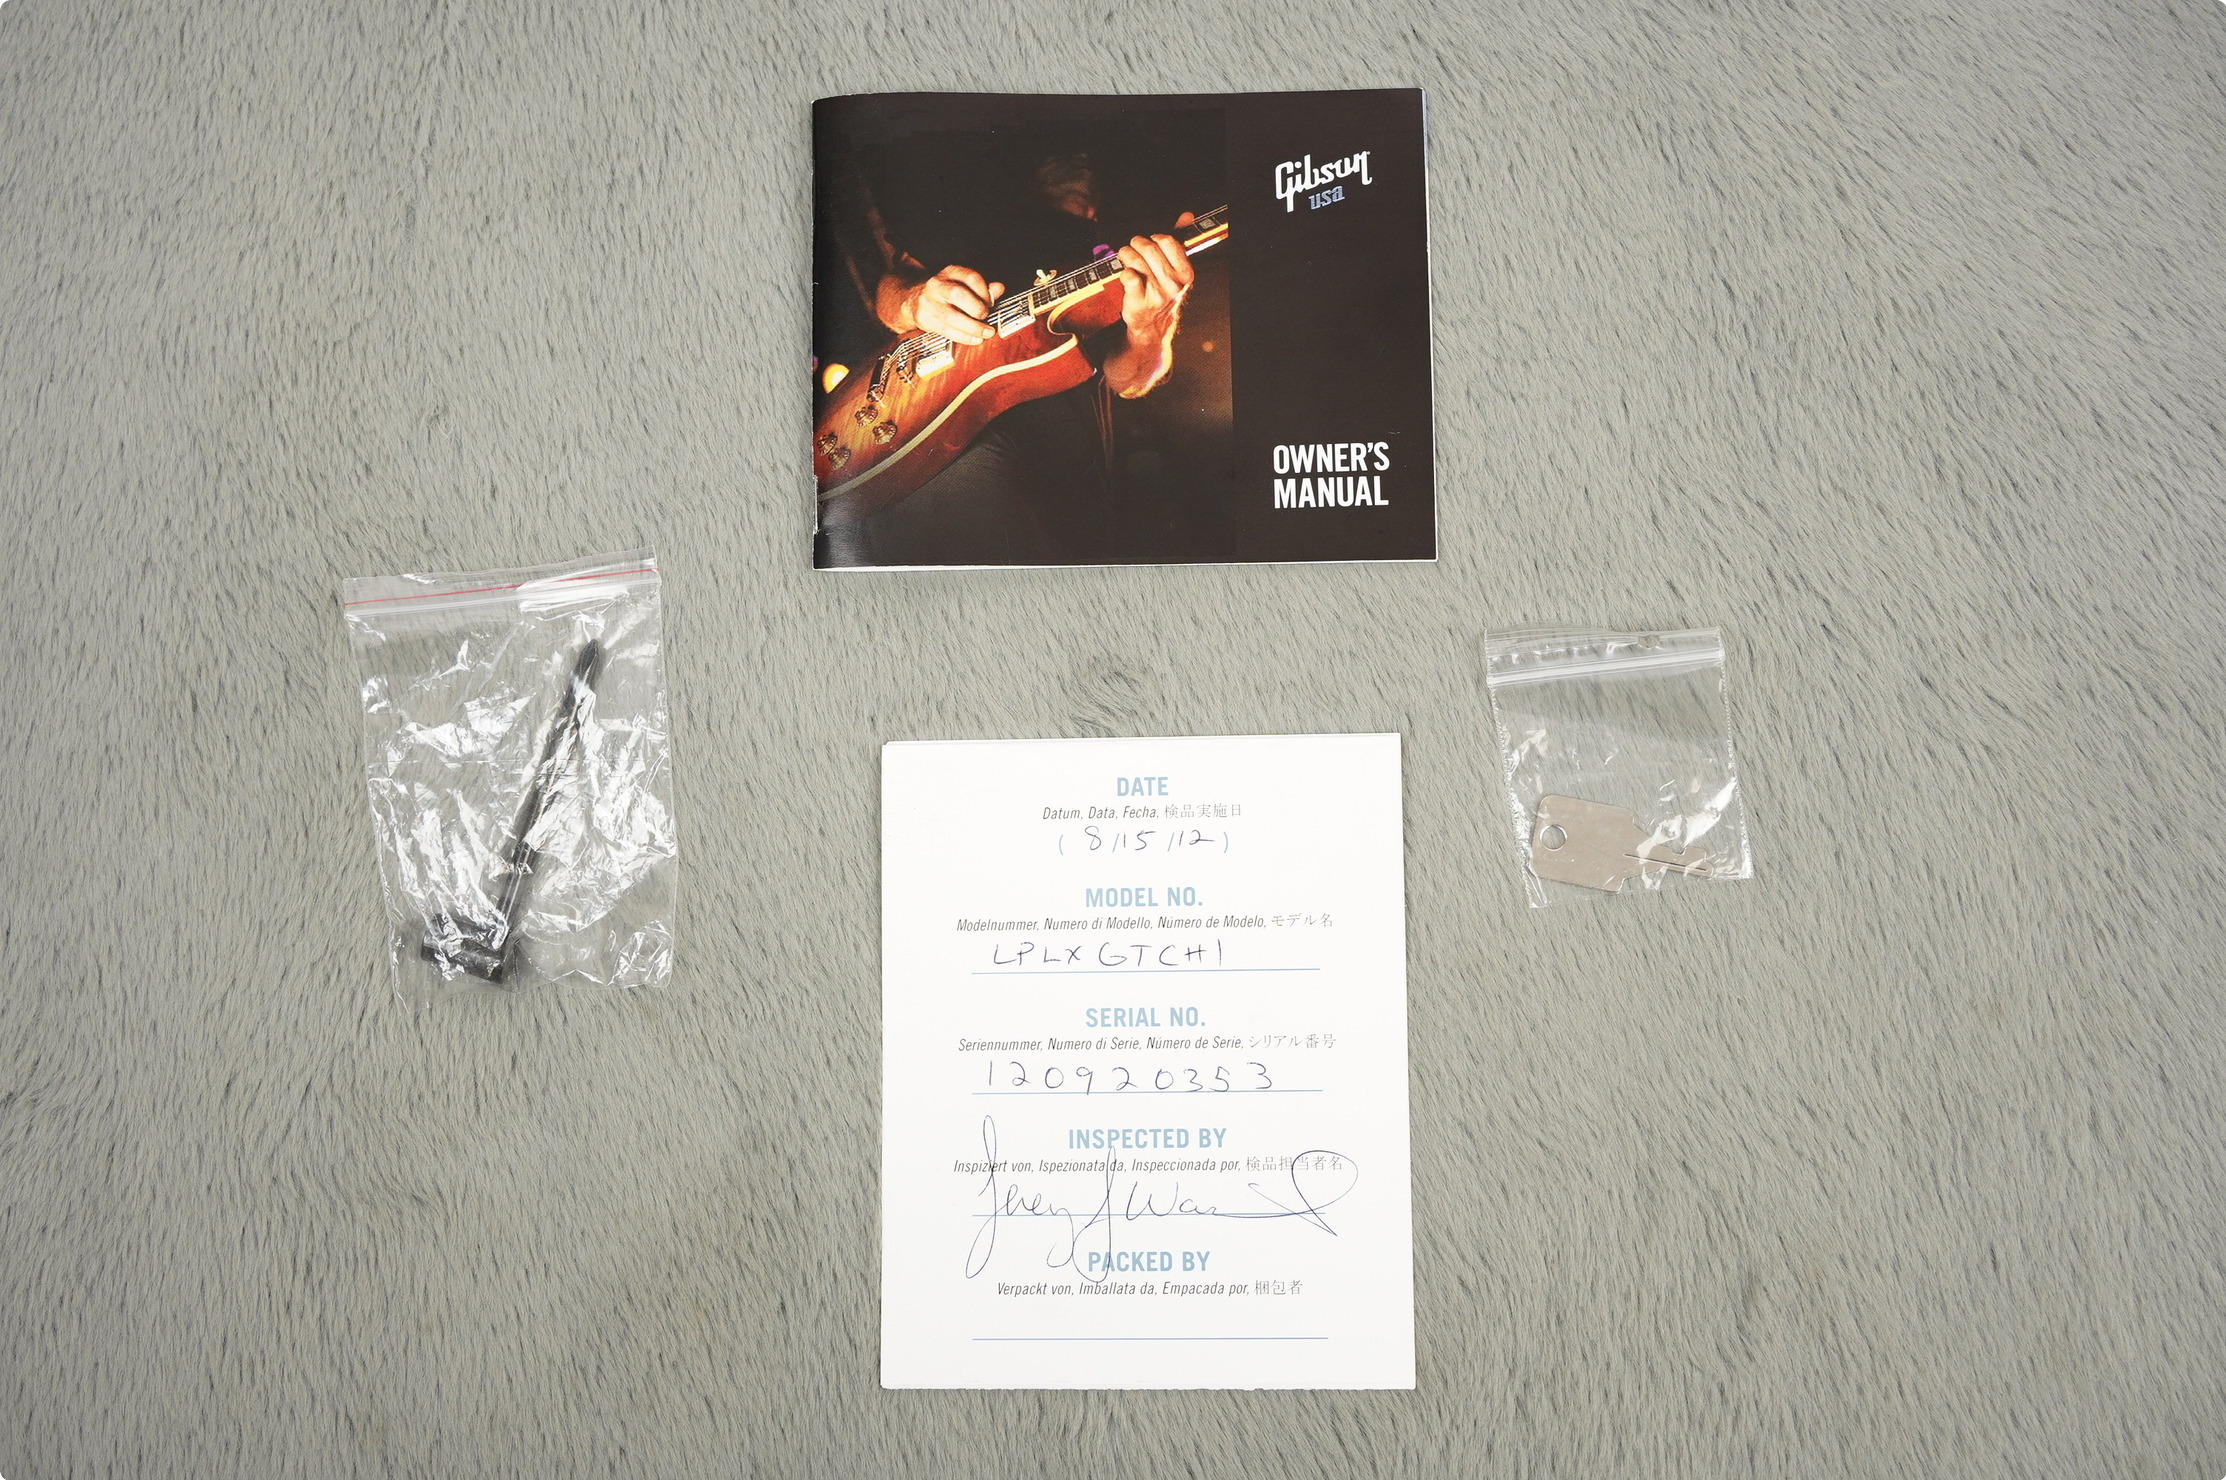 Gibson
USA
OWNER'S
MANUAL
DATE
Datum, Data, Fecha, 検品実施日
( 8/15/12 )
MODEL NO.
Modelnummer, Numero di Modello, Número de Modelo, モデル名
LPLXGTCH1
SERIAL NO.
Seriennummer, Numero di Serie, Número de Serie, シリアル番号
120920353
INSPECTED BY
Inspiziert von, Ispezionata da, Inspeccionada por, 検品担当者名
PACKED BY
Verpackt von, Imballata da, Empacada por, 梱包者